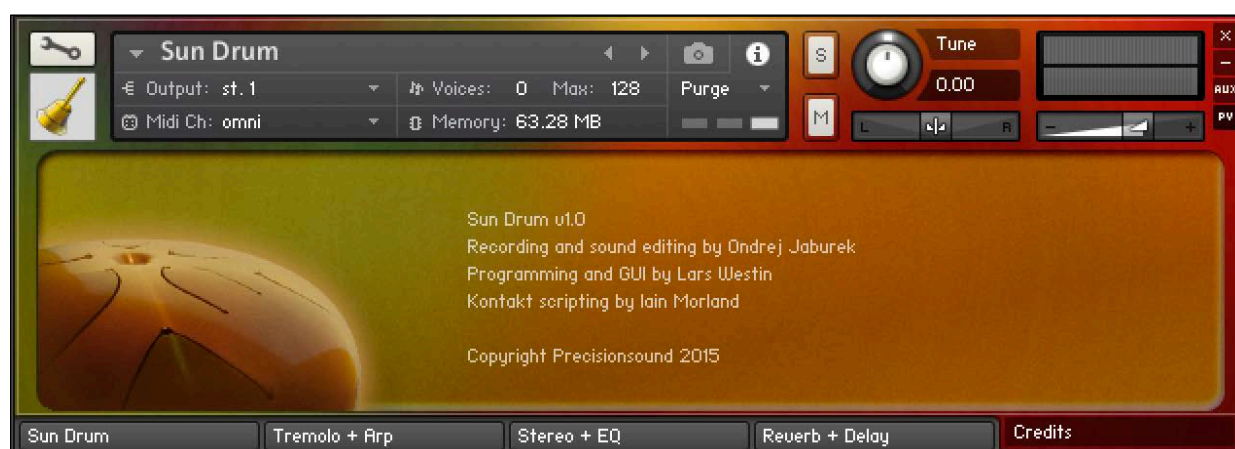 Sun Drum
S
Tune
×
–
AUX
PV
Output: st. 1
Voices: 0 Max: 128
Purge
0.00
Midi Ch: omni
Memory: 63.28 MB
M
L
R
–
+
Sun Drum v1.0
Recording and sound editing by Ondrej Jaburek
Programming and GUI by Lars Westin
Kontakt scripting by Iain Morland
Copyright Precisionsound 2015
Sun Drum
Tremolo + Arp
Stereo + EQ
Reverb + Delay
Credits